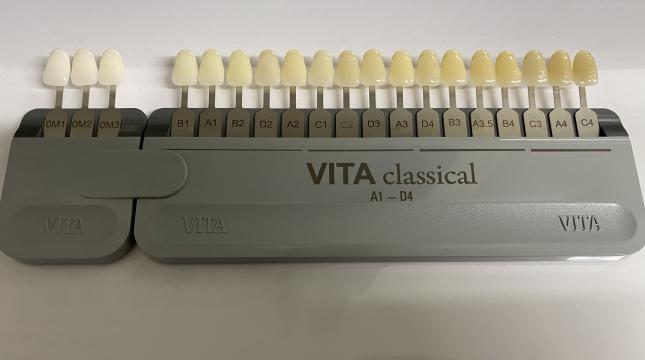 0M1 0M2 0M3 B1 A1 B2 D2 A2 C1 C2 D3 A3 D4 B3 A3.5 B4 C3 A4 C4
VITA classical
A1 – D4
VITA VITA VITA